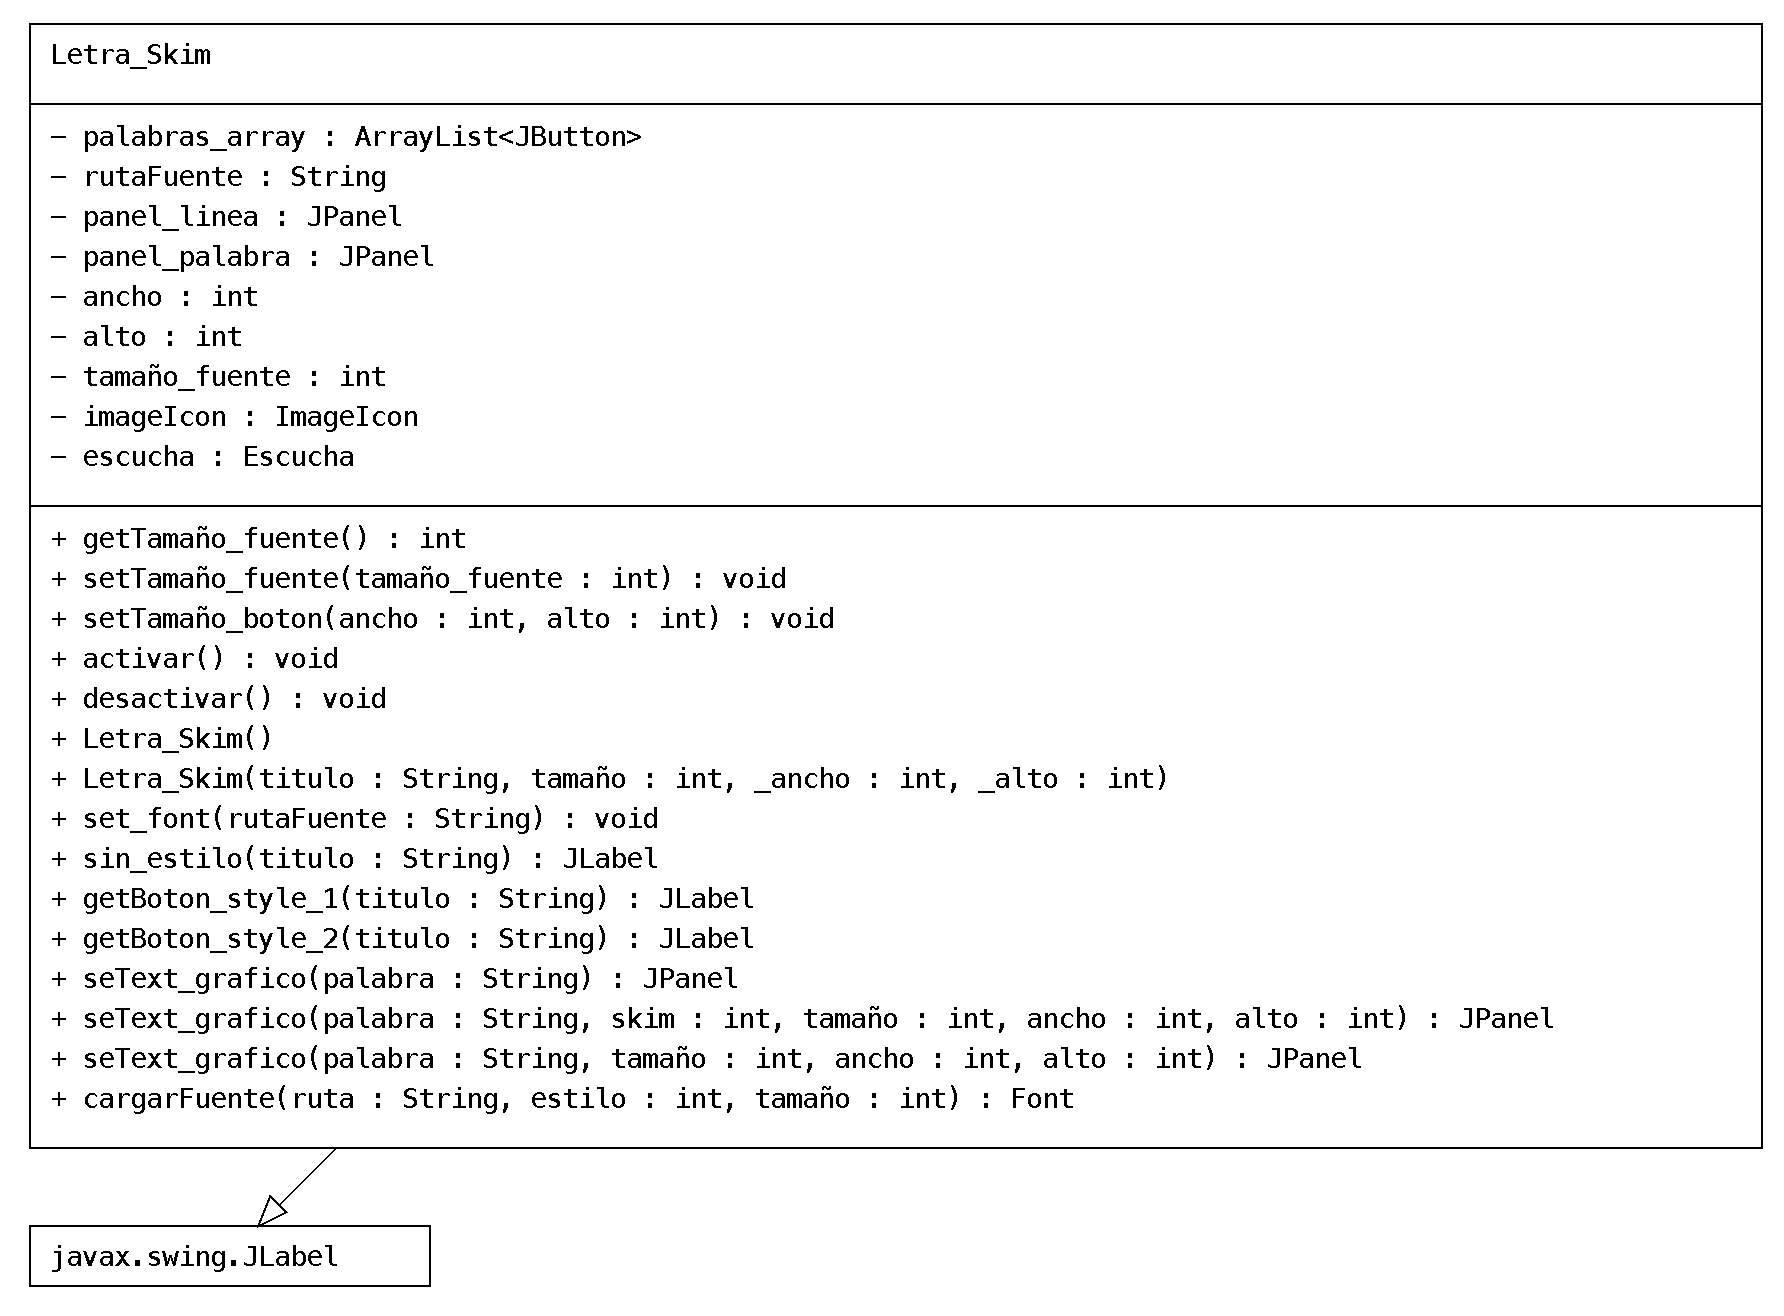 Letra_Skim
− palabras_array : ArrayList<JButton>
− rutaFuente : String
− panel_linea : JPanel
− panel_palabra : JPanel
− ancho : int
− alto : int
− tamaño_fuente : int
− imageIcon : ImageIcon
− escucha : Escucha
+ getTamaño_fuente() : int
+ setTamaño_fuente(tamaño_fuente : int) : void
+ setTamaño_boton(ancho : int, alto : int) : void
+ activar() : void
+ desactivar() : void
+ Letra_Skim()
+ Letra_Skim(titulo : String, tamaño : int, _ancho : int, _alto : int)
+ set_font(rutaFuente : String) : void
+ sin_estilo(titulo : String) : JLabel
+ getBoton_style_1(titulo : String) : JLabel
+ getBoton_style_2(titulo : String) : JLabel
+ seText_grafico(palabra : String) : JPanel
+ seText_grafico(palabra : String, skim : int, tamaño : int, ancho : int, alto : int) : JPanel
+ seText_grafico(palabra : String, tamaño : int, ancho : int, alto : int) : JPanel
+ cargarFuente(ruta : String, estilo : int, tamaño : int) : Font
javax.swing.JLabel